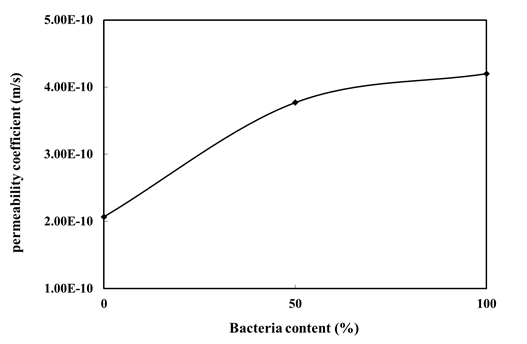 5.00E-10
4.00E-10
3.00E-10
2.00E-10
1.00E-10
permeability coefficient (m/s)
0 50 100
Bacteria content (%)